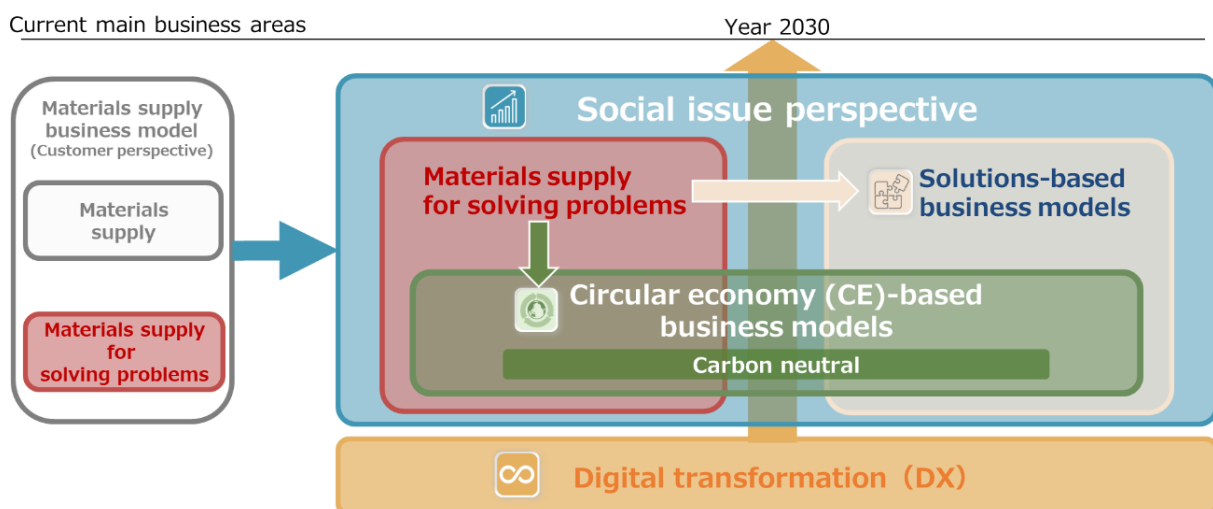 Current main business areas
Year 2030
Materials supply
business model
(Customer perspective)
Materials
supply
Materials supply
for
solving problems
Social issue perspective
Materials supply
for solving problems
Solutions-based
business models
Circular economy (CE)-based
business models
Carbon neutral
Digital transformation（DX）